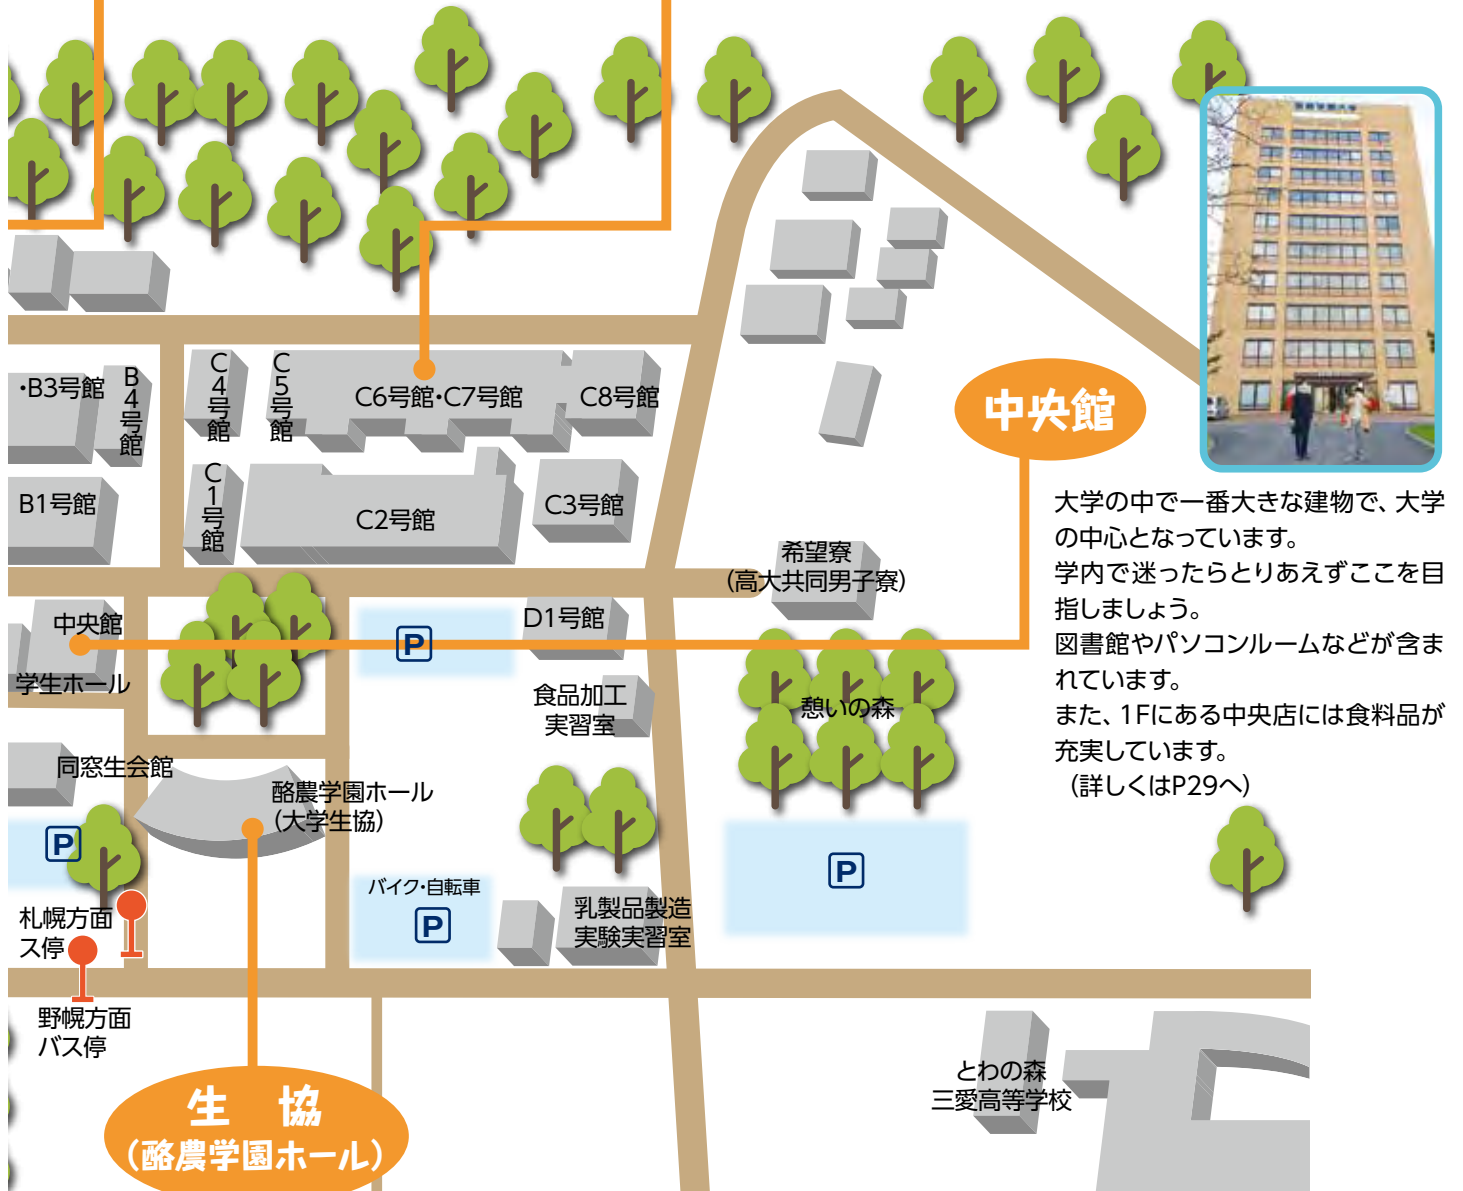 酪農学園大学
・B3号館
B4号館
C4号館
C5号館
C6号館・C7号館
C8号館
中央館
B1号館
C1号館
C2号館
C3号館
大学の中で一番大きな建物で、大学
の中心となっています。
学内で迷ったらとりあえずここを目
指しましょう。
図書館やパソコンルームなどが含ま
れています。
また、1Fにある中央店には食料品が
充実しています。
(詳しくはP29へ)
希望寮
(高大共同男子寮)
中央館
学生ホール
P
D1号館
食品加工
実習室
憩いの森
同窓生会館
酪農学園ホール
(大学生協)
P
バイク・自転車
P
P
乳製品製造
実験実習室
札幌方面
ス停
野幌方面
バス停
とわの森
三愛高等学校
生 協
(酪農学園ホール)